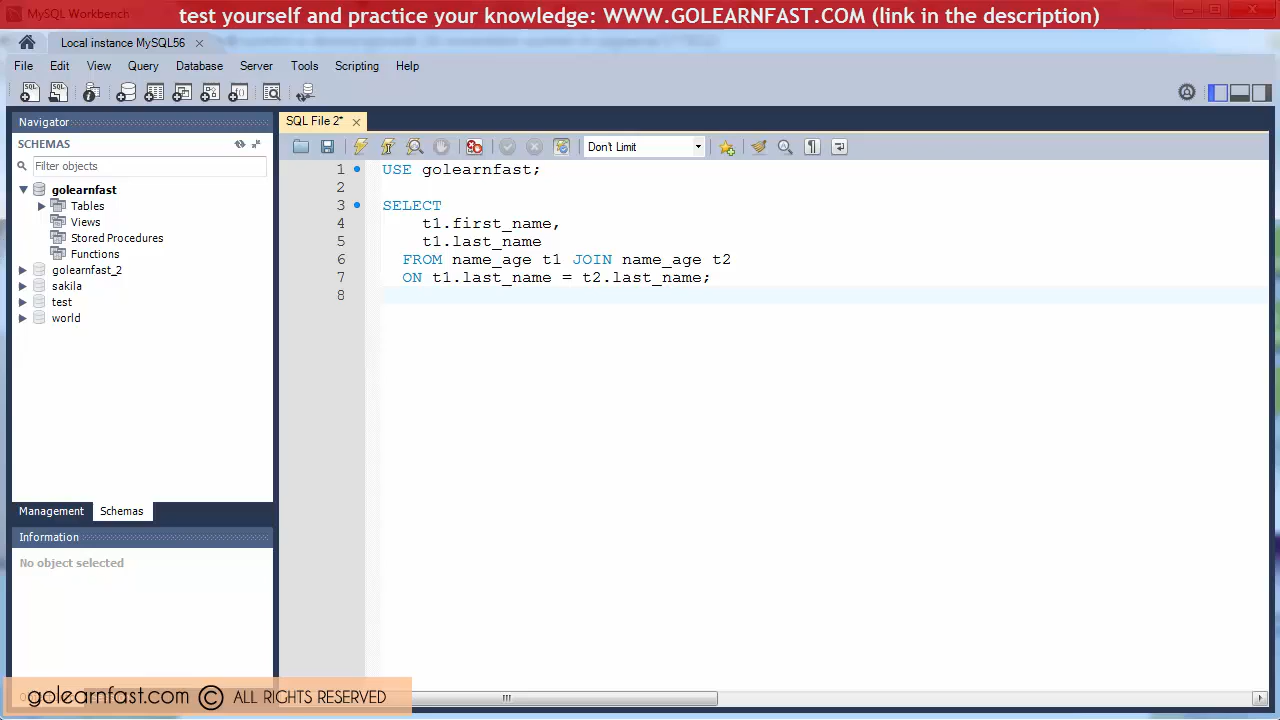 MySQL Workbench
test yourself and practice your knowledge: WWW.GOLEARNFAST.COM (link in the description)
Local instance MySQL56
File Edit View Query Database Server Tools Scripting Help
Navigator
SCHEMAS
Filter objects
golearnfast
Tables
Views
Stored Procedures
Functions
golearnfast_2
sakila
test
world
Management Schemas
Information
No object selected
SQL File 2*
Don't Limit
1 USE golearnfast;
2
3 SELECT
4 t1.first_name,
5 t1.last_name
6 FROM name_age t1 JOIN name_age t2
7 ON t1.last_name = t2.last_name;
8
golearnfast.com © ALL RIGHTS RESERVED